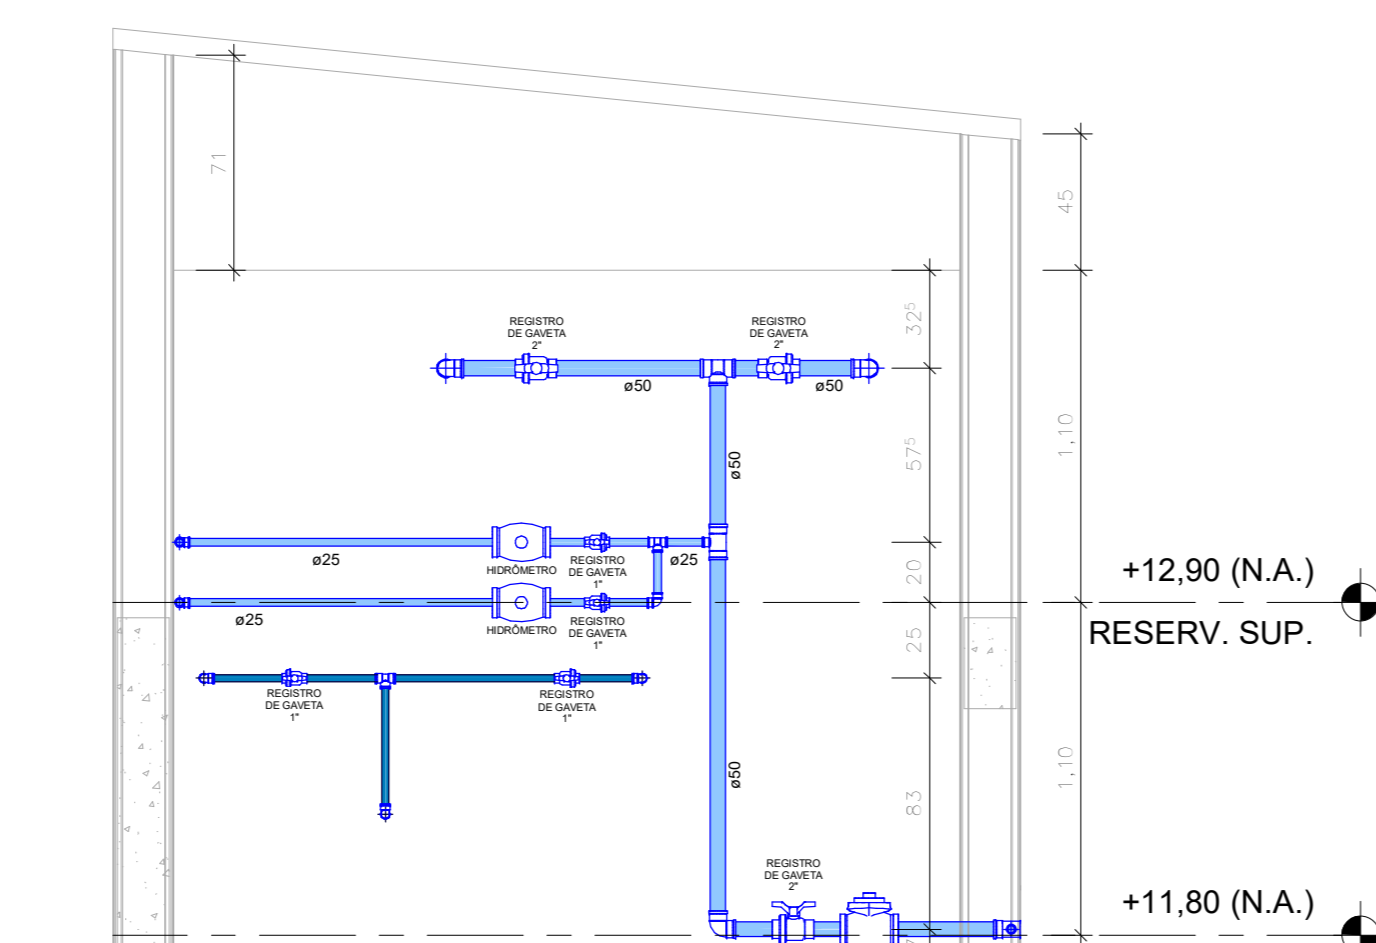 71
45
32⁵
REGISTRO
DE GAVETA
2"
REGISTRO
DE GAVETA
2"
ø50
ø50
1,10
57⁵
ø50
ø25
HIDRÔMETRO
REGISTRO
DE GAVETA
1"
ø25
20
+12,90 (N.A.)
ø25
HIDRÔMETRO
REGISTRO
DE GAVETA
1"
25
RESERV. SUP.
REGISTRO
DE GAVETA
1"
REGISTRO
DE GAVETA
1"
ø50
83
1,10
REGISTRO
DE GAVETA
2"
+11,80 (N.A.)